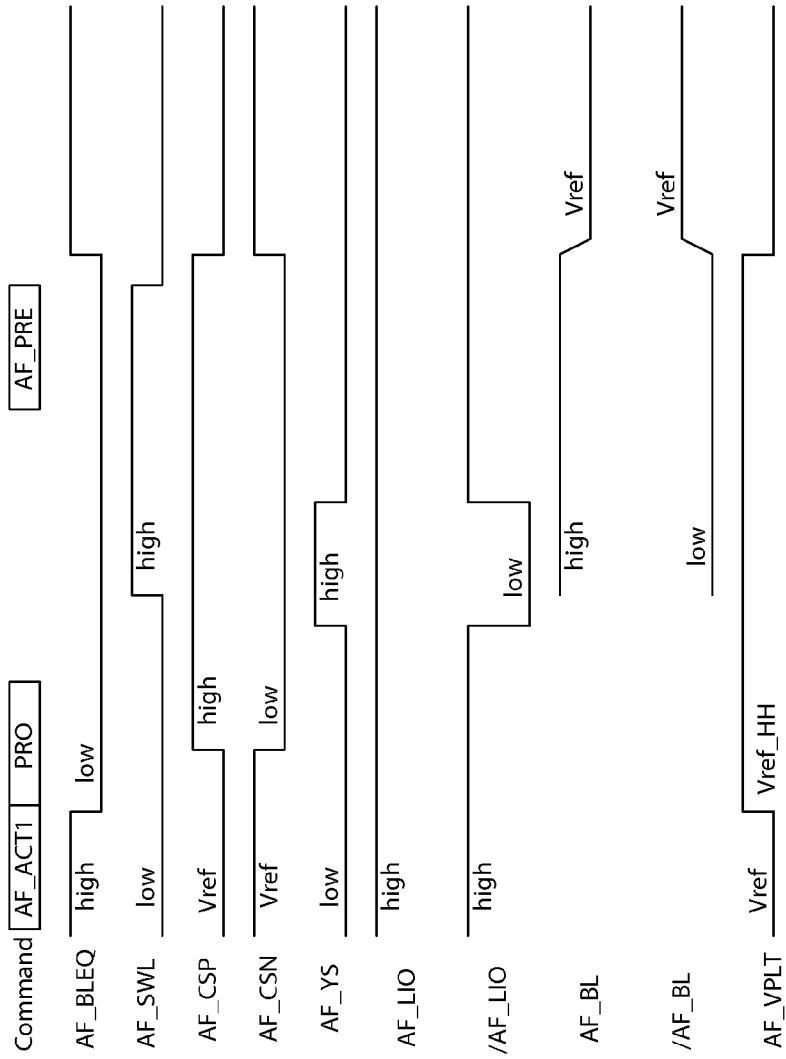 Command AF_ACT1 PRO AF_PRE
AF_BLEQ high low
AF_SWL low high
AF_CSP Vref high
AF_CSN Vref low
AF_YS low high
AF_LIO high
/AF_LIO high low
AF_BL high Vref
/AF_BL low Vref
AF_VPLT Vref Vref_HH